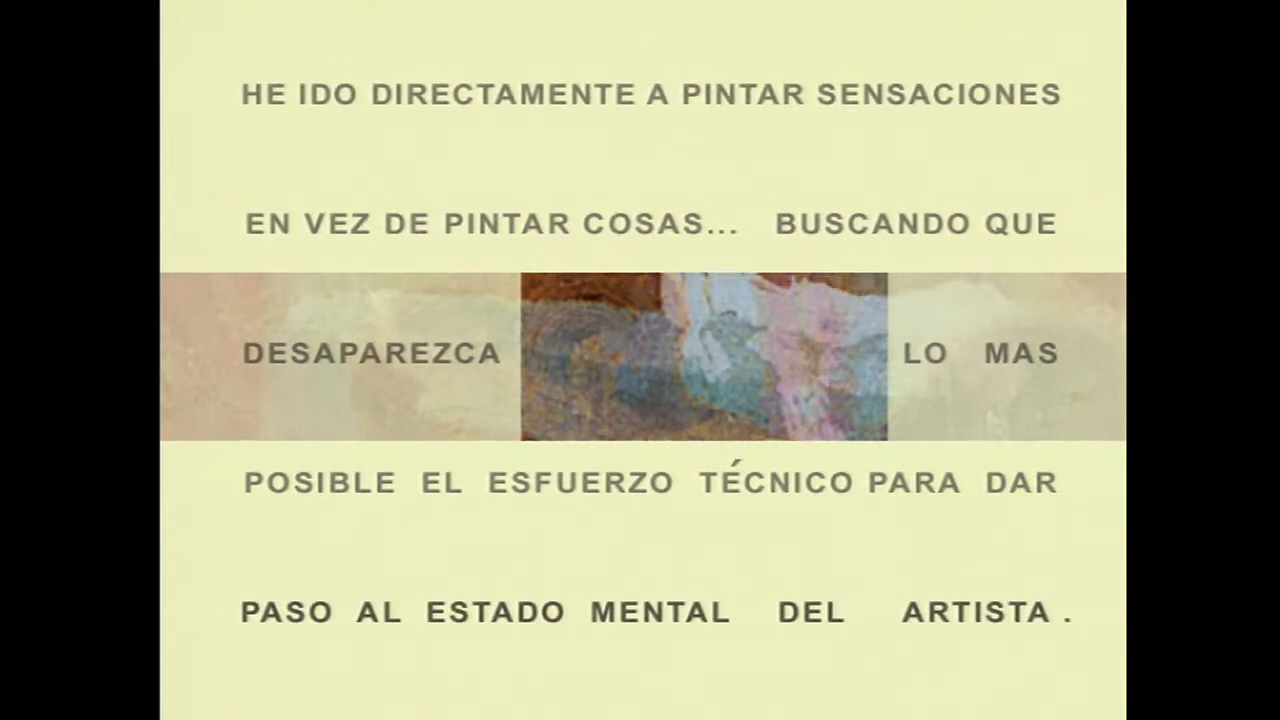 HE IDO DIRECTAMENTE A PINTAR SENSACIONES
EN VEZ DE PINTAR COSAS... BUSCANDO QUE
DESAPAREZCA LO MAS
POSIBLE EL ESFUERZO TÉCNICO PARA DAR
PASO AL ESTADO MENTAL DEL ARTISTA .